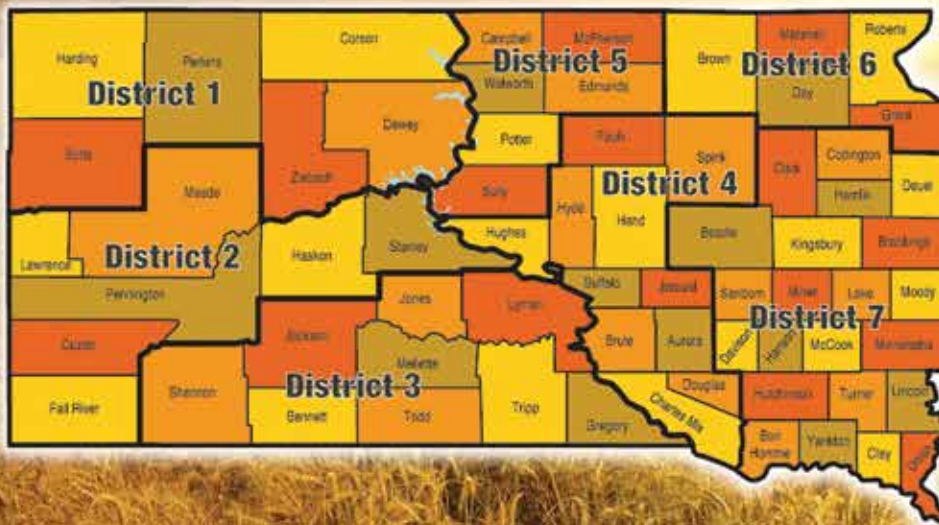 Harding
Perkins
Corson
Campbell
McPherson
Brown
Marshall
Roberts
District 1
District 5
District 6
Walworth
Edmunds
Day
Grant
Butte
Ziebach
Dewey
Potter
Faulk
Spink
Clark
Codington
Hamlin
Deuel
Meade
Sully
Hyde
Hand
District 4
Lawrence
District 2
Haakon
Stanley
Hughes
Beadle
Kingsbury
Brookings
Pennington
Jones
Lyman
Buffalo
Jerauld
Sanborn
Miner
Lake
Moody
District 7
Custer
Jackson
Mellette
Brule
Aurora
Davison
Hanson
McCook
Minnehaha
Fall River
Shannon
District 3
Bennett
Todd
Tripp
Gregory
Charles Mix
Douglas
Hutchinson
Turner
Lincoln
Bon
Homme
Yankton
Clay
Union